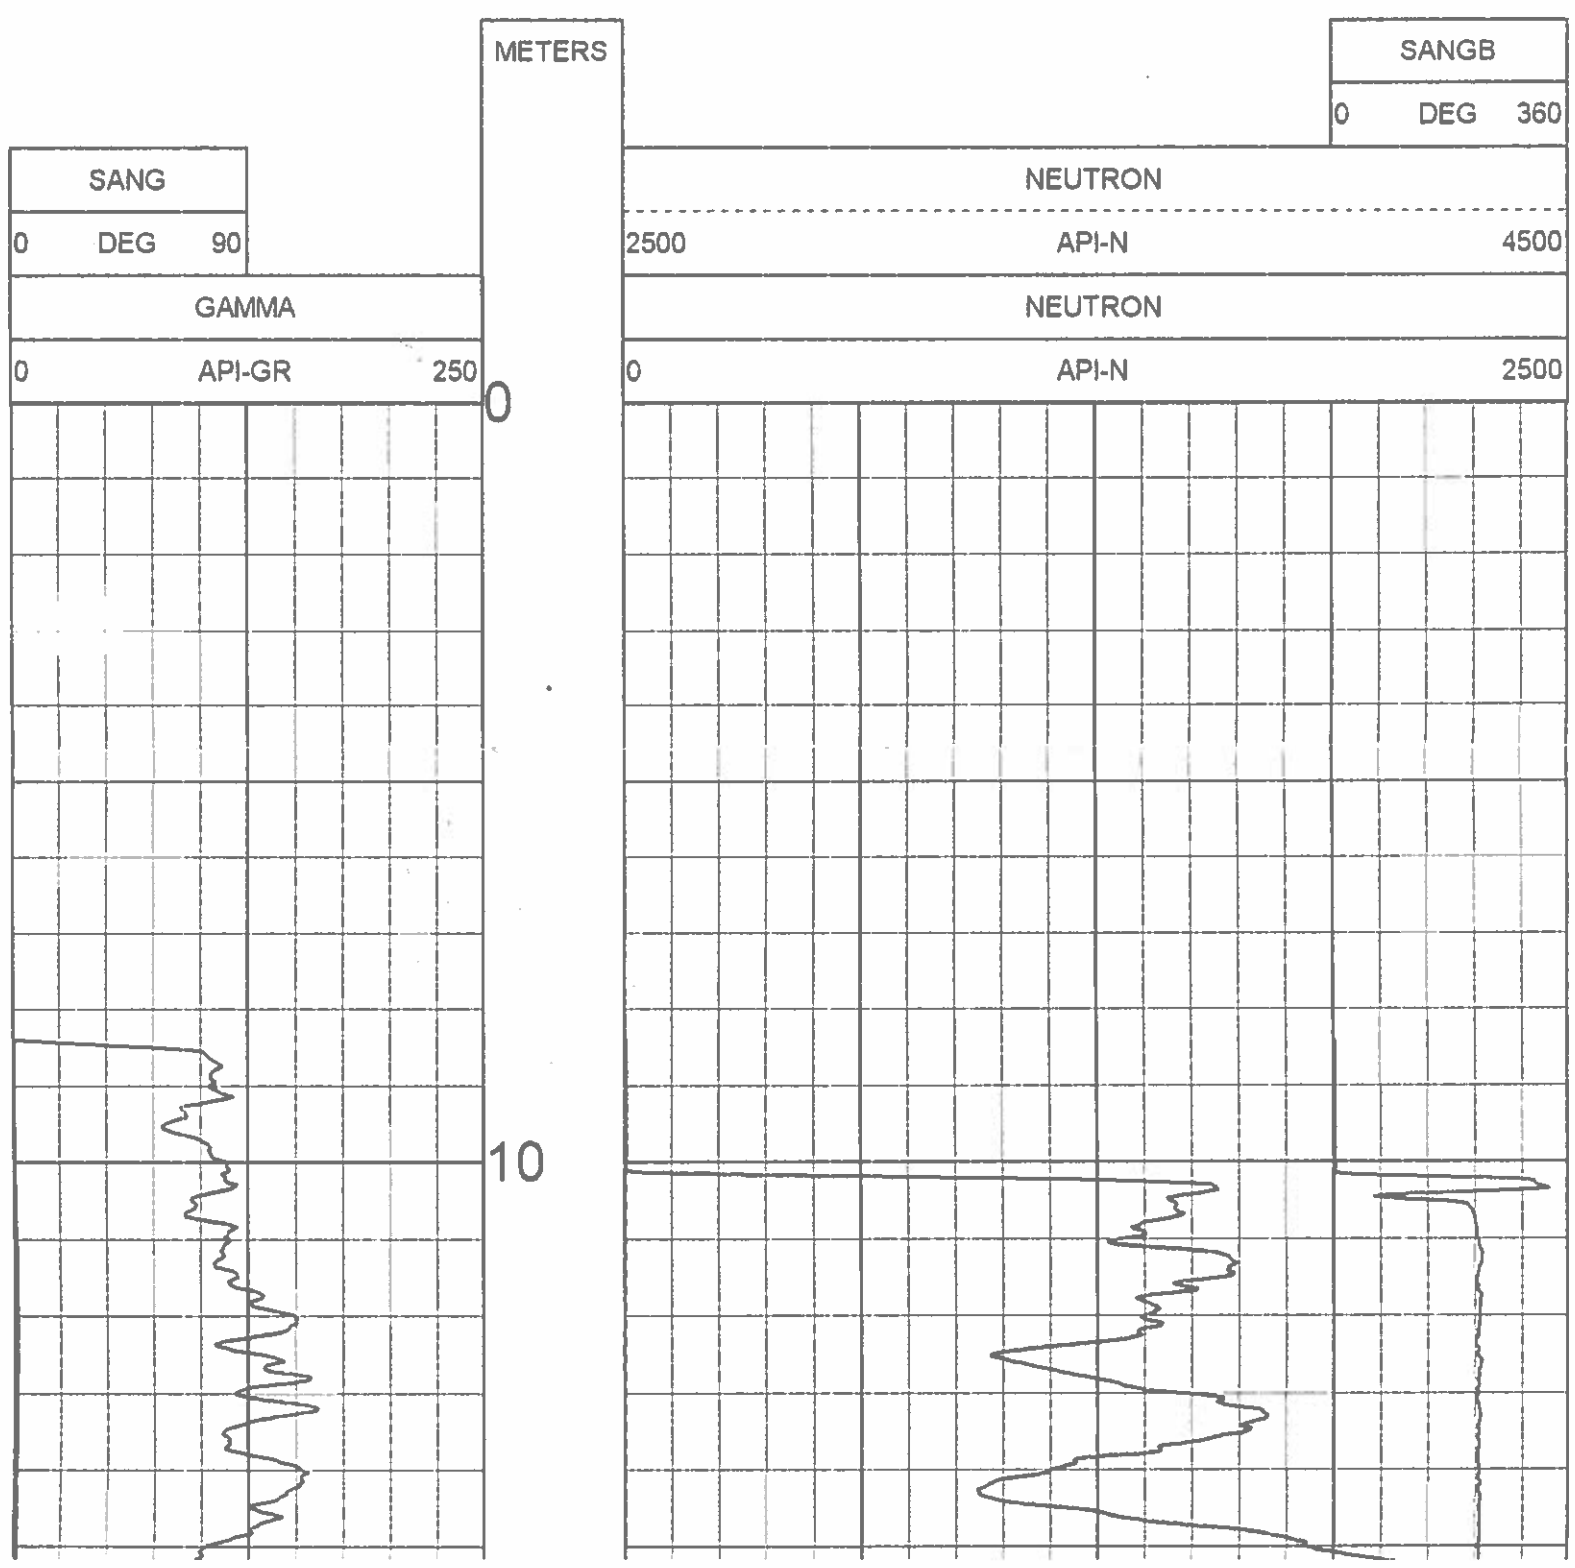 METERS
SANGB
0 DEG 360
SANG
0 DEG 90
NEUTRON
2500 API-N 4500
GAMMA
NEUTRON
0 API-GR 250
0 API-N 2500
0
10